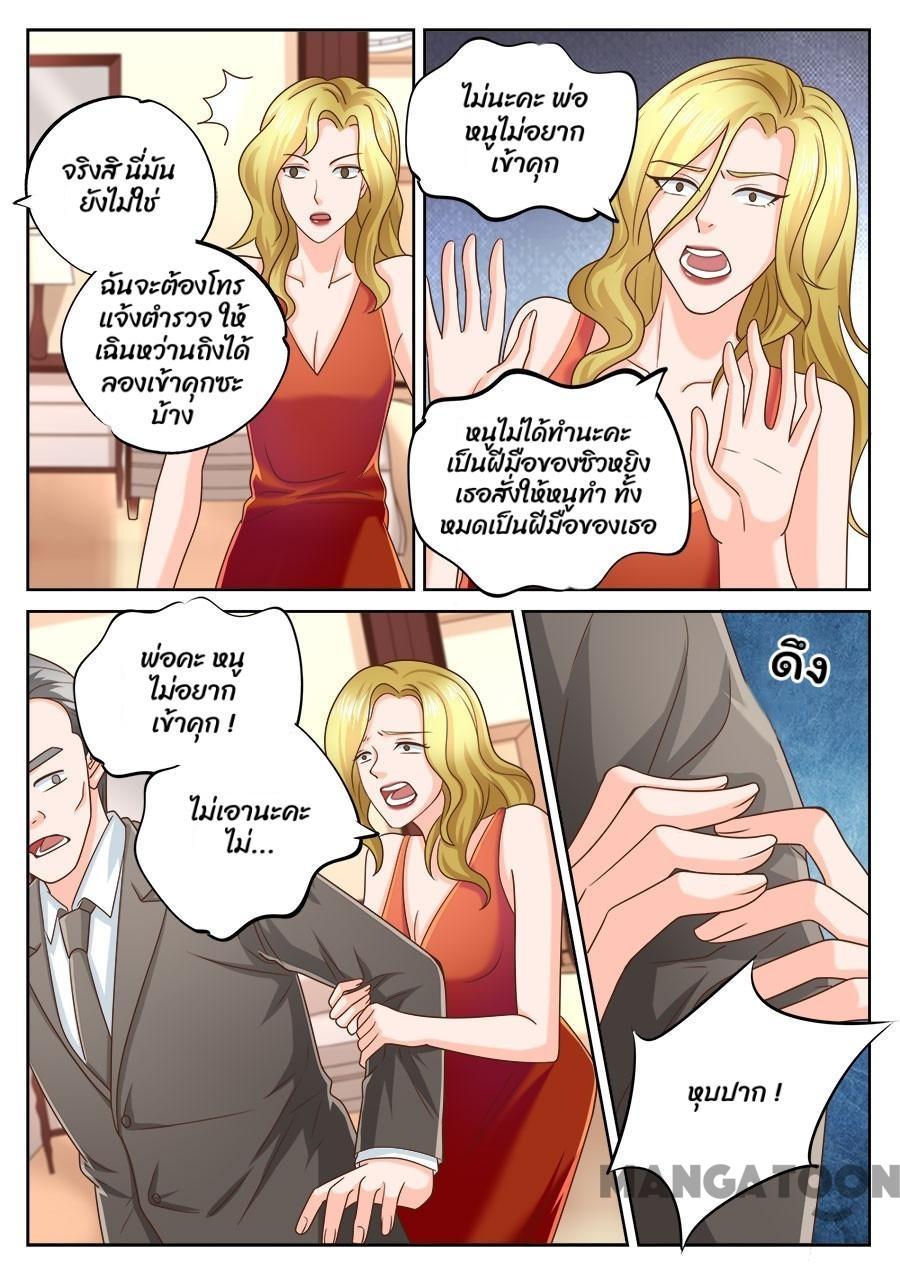 จริงสิ นี่มัน
ยังไม่ใช่
ฉันจะต้องโทร
แจ้งตำรวจ ให้
เฉินหว่านถิงได้
ลองเข้าคุกซะ
บ้าง
ไม่นะคะ พ่อ
หนูไม่อยาก
เข้าคุก
หนูไม่ได้ทำนะคะ
เป็นฝีมือของซิวหยิง
เธอสั่งให้หนูทำ ทั้ง
หมดเป็นฝีมือของเธอ
พ่อคะ หนู
ไม่อยาก
เข้าคุก !
ไม่เอานะคะ
ไม่...
ดึง
หุบปาก !
MANGATOON